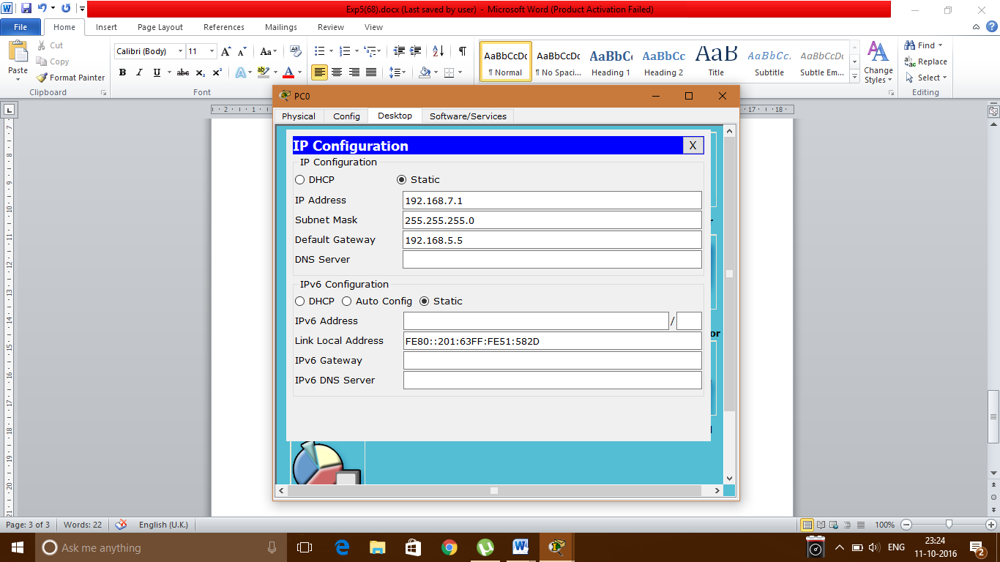 Exp5(68).docx (Last saved by user) - Microsoft Word (Product Activation Failed)
File Home Insert Page Layout References Mailings Review View
Paste
Cut
Copy
Format Painter
Clipboard
Calibri (Body) 11
Font
AaBbCcDc AaBbCcDc AaBbC AaBbCc AaB AaBbCc. AaBbCcD
¶ Normal ¶ No Spaci... Heading 1 Heading 2 Title Subtitle Subtle Em...
Change
Styles
Find
Replace
Select
Editing
PC0
Physical Config Desktop Software/Services
IP Configuration X
IP Configuration
DHCP Static
IP Address 192.168.7.1
Subnet Mask 255.255.255.0
Default Gateway 192.168.5.5
DNS Server
IPv6 Configuration
DHCP Auto Config Static
IPv6 Address /
Link Local Address FE80::201:63FF:FE51:582D
IPv6 Gateway
IPv6 DNS Server
or
Page: 3 of 3 Words: 22 English (U.K.) 100%
Ask me anything
ENG 23:24
11-10-2016
2